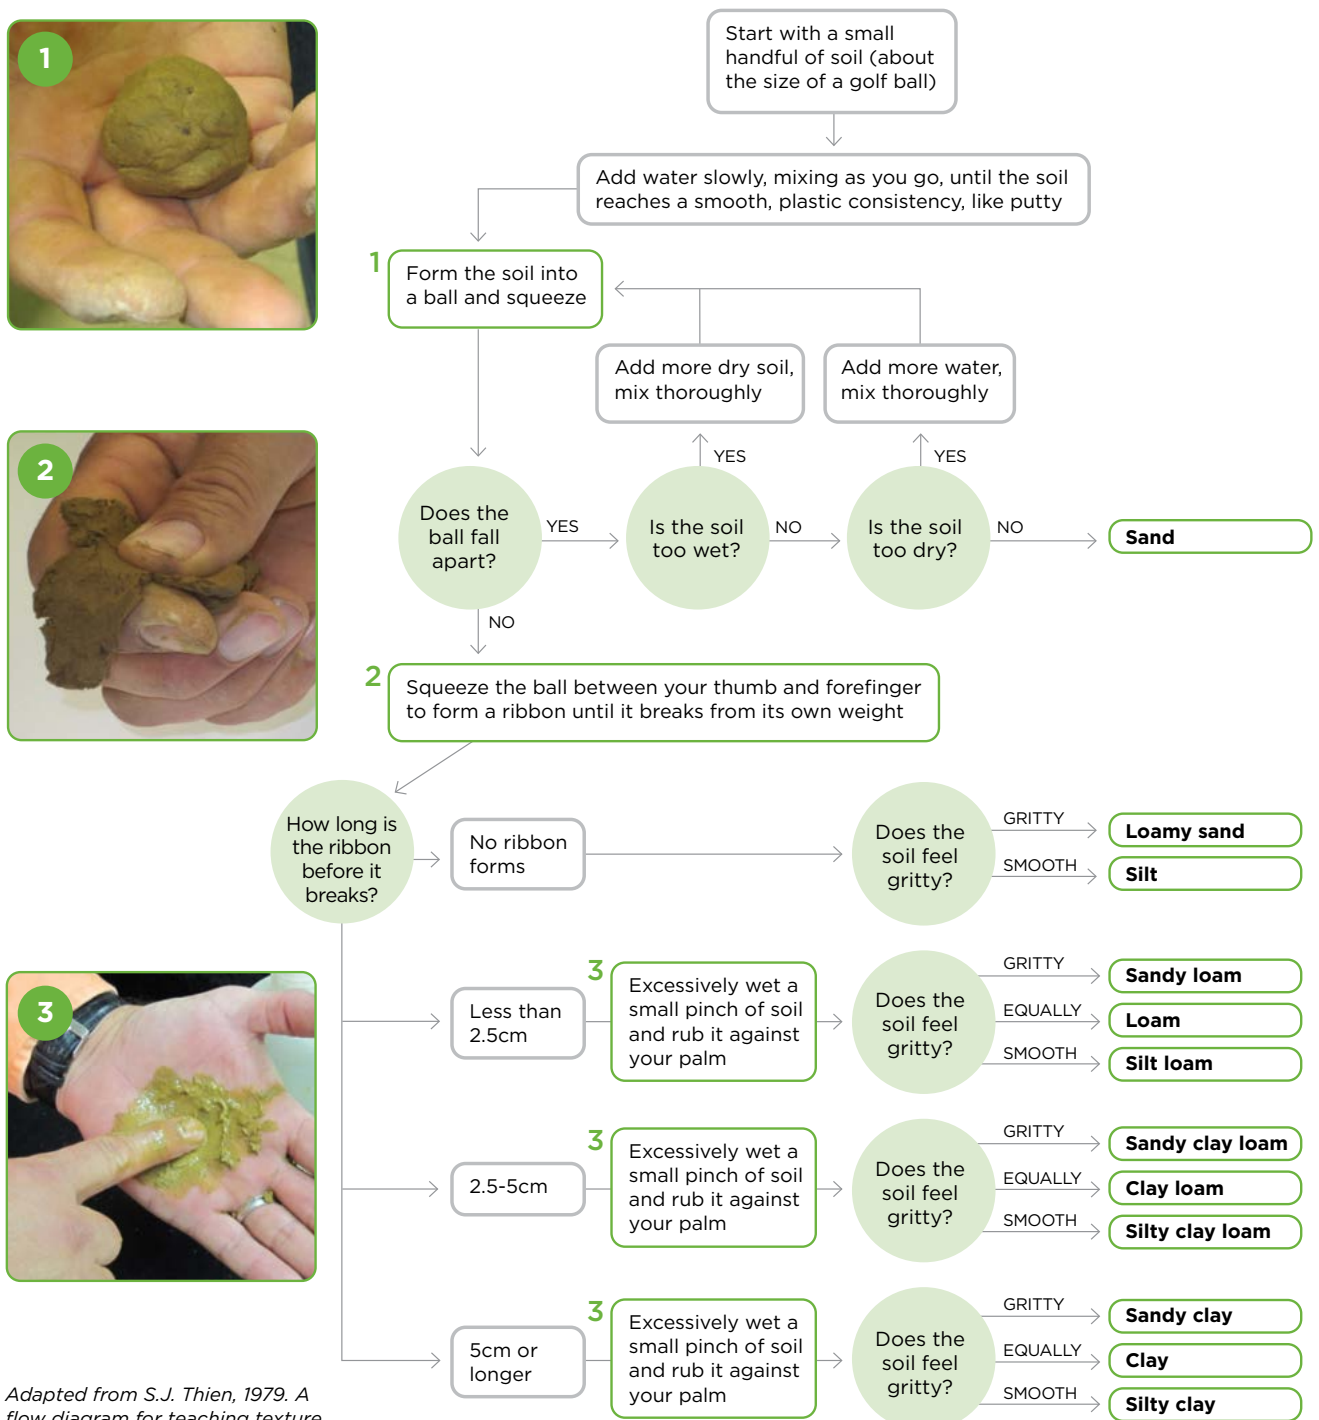 1
Start with a small
handful of soil (about
the size of a golf ball)
Add water slowly, mixing as you go, until the soil
reaches a smooth, plastic consistency, like putty
1
Form the soil into
a ball and squeeze
Add more dry soil,
mix thoroughly
Add more water,
mix thoroughly
YES
YES
2
Does the
ball fall
apart?
YES
Is the soil
too wet?
NO
Is the soil
too dry?
NO
Sand
NO
2
Squeeze the ball between your thumb and forefinger
to form a ribbon until it breaks from its own weight
How long is
the ribbon
before it
breaks?
No ribbon
forms
Does the
soil feel
gritty?
GRITTY
Loamy sand
SMOOTH
Silt
3
Less than
2.5cm
3
Excessively wet a
small pinch of soil
and rub it against
your palm
Does the
soil feel
gritty?
GRITTY
Sandy loam
EQUALLY
Loam
SMOOTH
Silt loam
2.5-5cm
3
Excessively wet a
small pinch of soil
and rub it against
your palm
Does the
soil feel
gritty?
GRITTY
Sandy clay loam
EQUALLY
Clay loam
SMOOTH
Silty clay loam
5cm or
longer
3
Excessively wet a
small pinch of soil
and rub it against
your palm
Does the
soil feel
gritty?
GRITTY
Sandy clay
EQUALLY
Clay
SMOOTH
Silty clay
Adapted from S.J. Thien, 1979. A
flow diagram for teaching texture